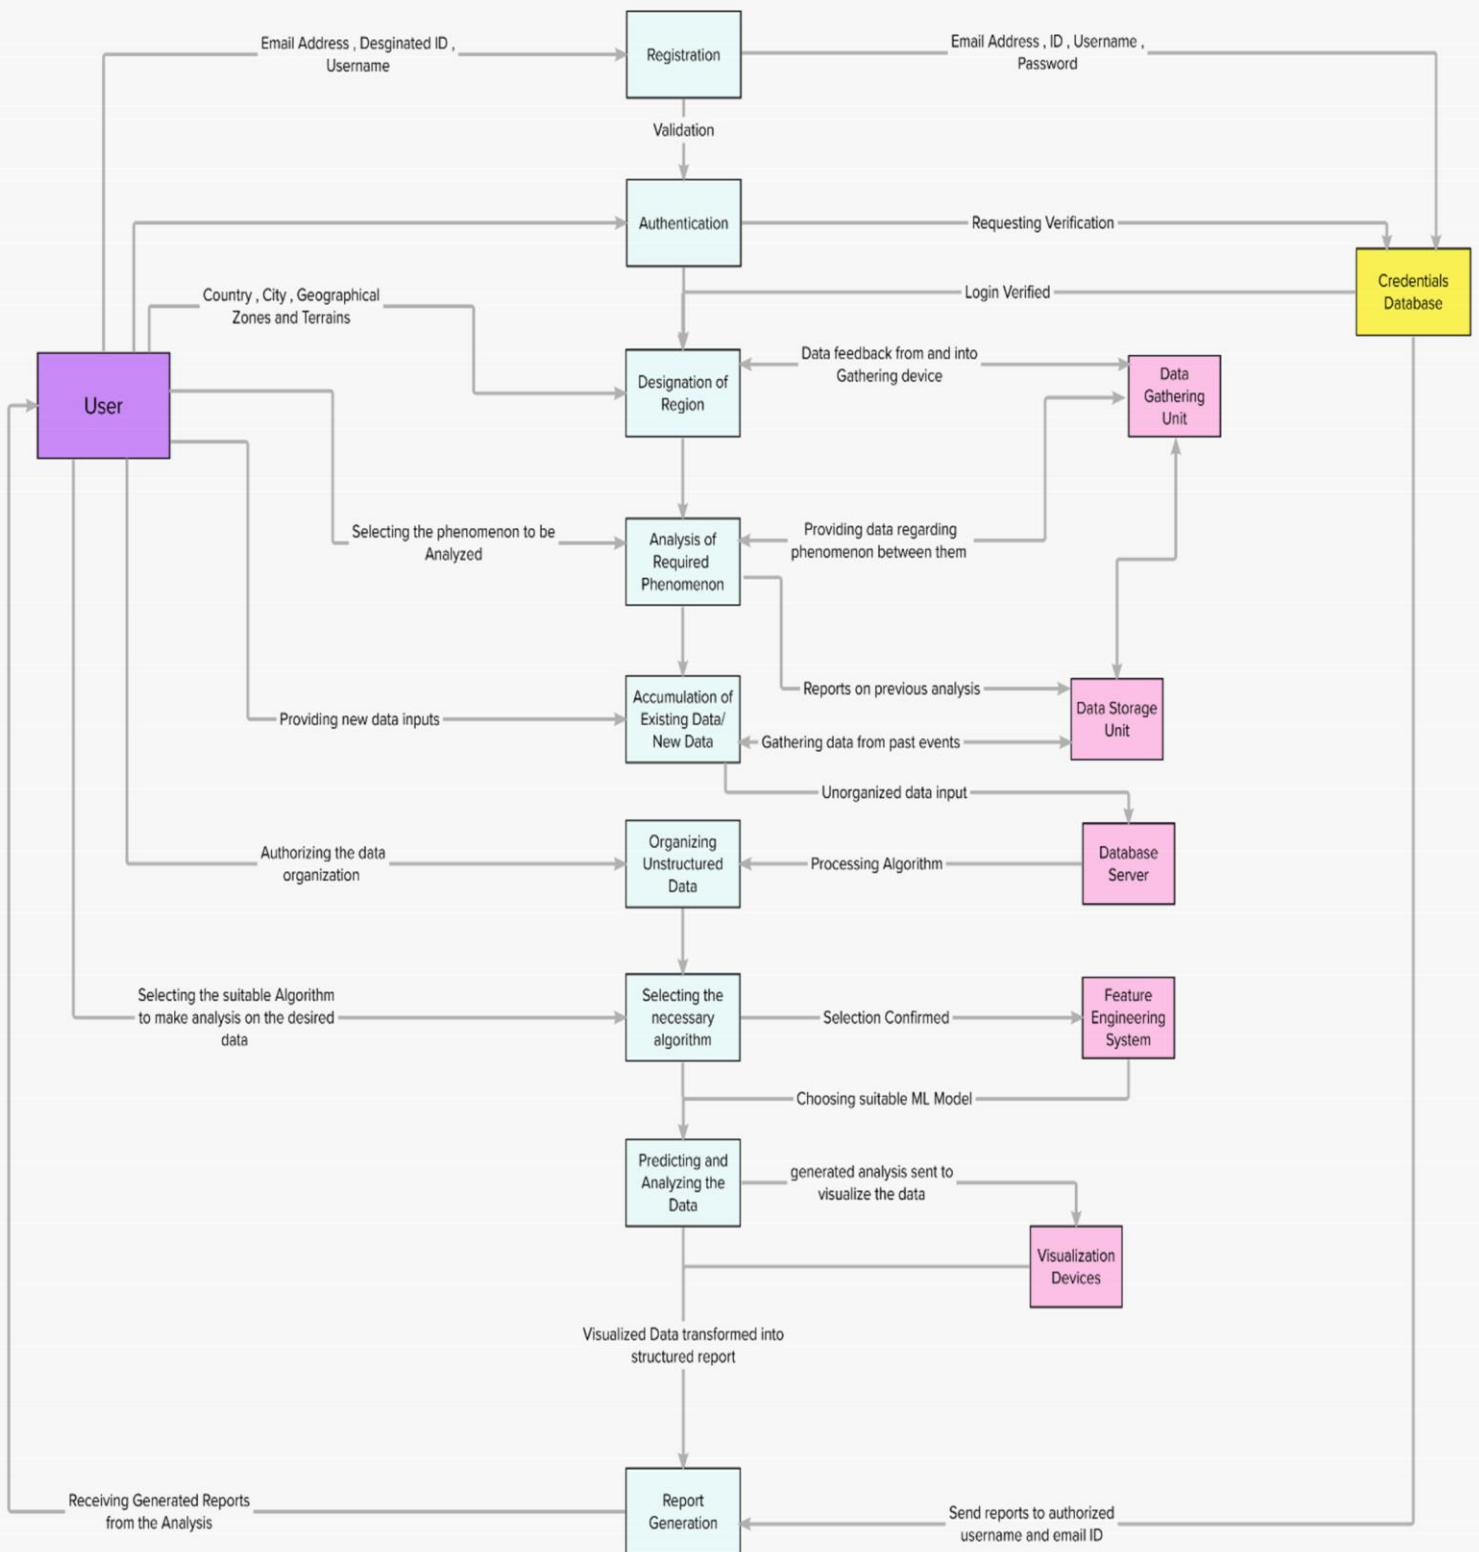 Email Address , Desginated ID ,
Username
Registration
Email Address , ID , Username ,
Password
Validation
Authentication
Requesting Verification
Credentials
Database
Login Verified
Country , City , Geographical
Zones and Terrains
User
Designation of
Region
Data feedback from and into
Gathering device
Data
Gathering
Unit
Selecting the phenomenon to be
Analyzed
Analysis of
Required
Phenomenon
Providing data regarding
phenomenon between them
Reports on previous analysis
Data Storage
Unit
Providing new data inputs
Accumulation of
Existing Data/
New Data
Gathering data from past events
Unorganized data input
Authorizing the data
organization
Organizing
Unstructured
Data
Processing Algorithm
Database
Server
Selecting the suitable Algorithm
to make analysis on the desired
data
Selecting the
necessary
algorithm
Selection Confirmed
Feature
Engineering
System
Choosing suitable ML Model
Predicting and
Analyzing the
Data
generated analysis sent to
visualize the data
Visualization
Devices
Visualized Data transformed into
structured report
Receiving Generated Reports
from the Analysis
Report
Generation
Send reports to authorized
username and email ID